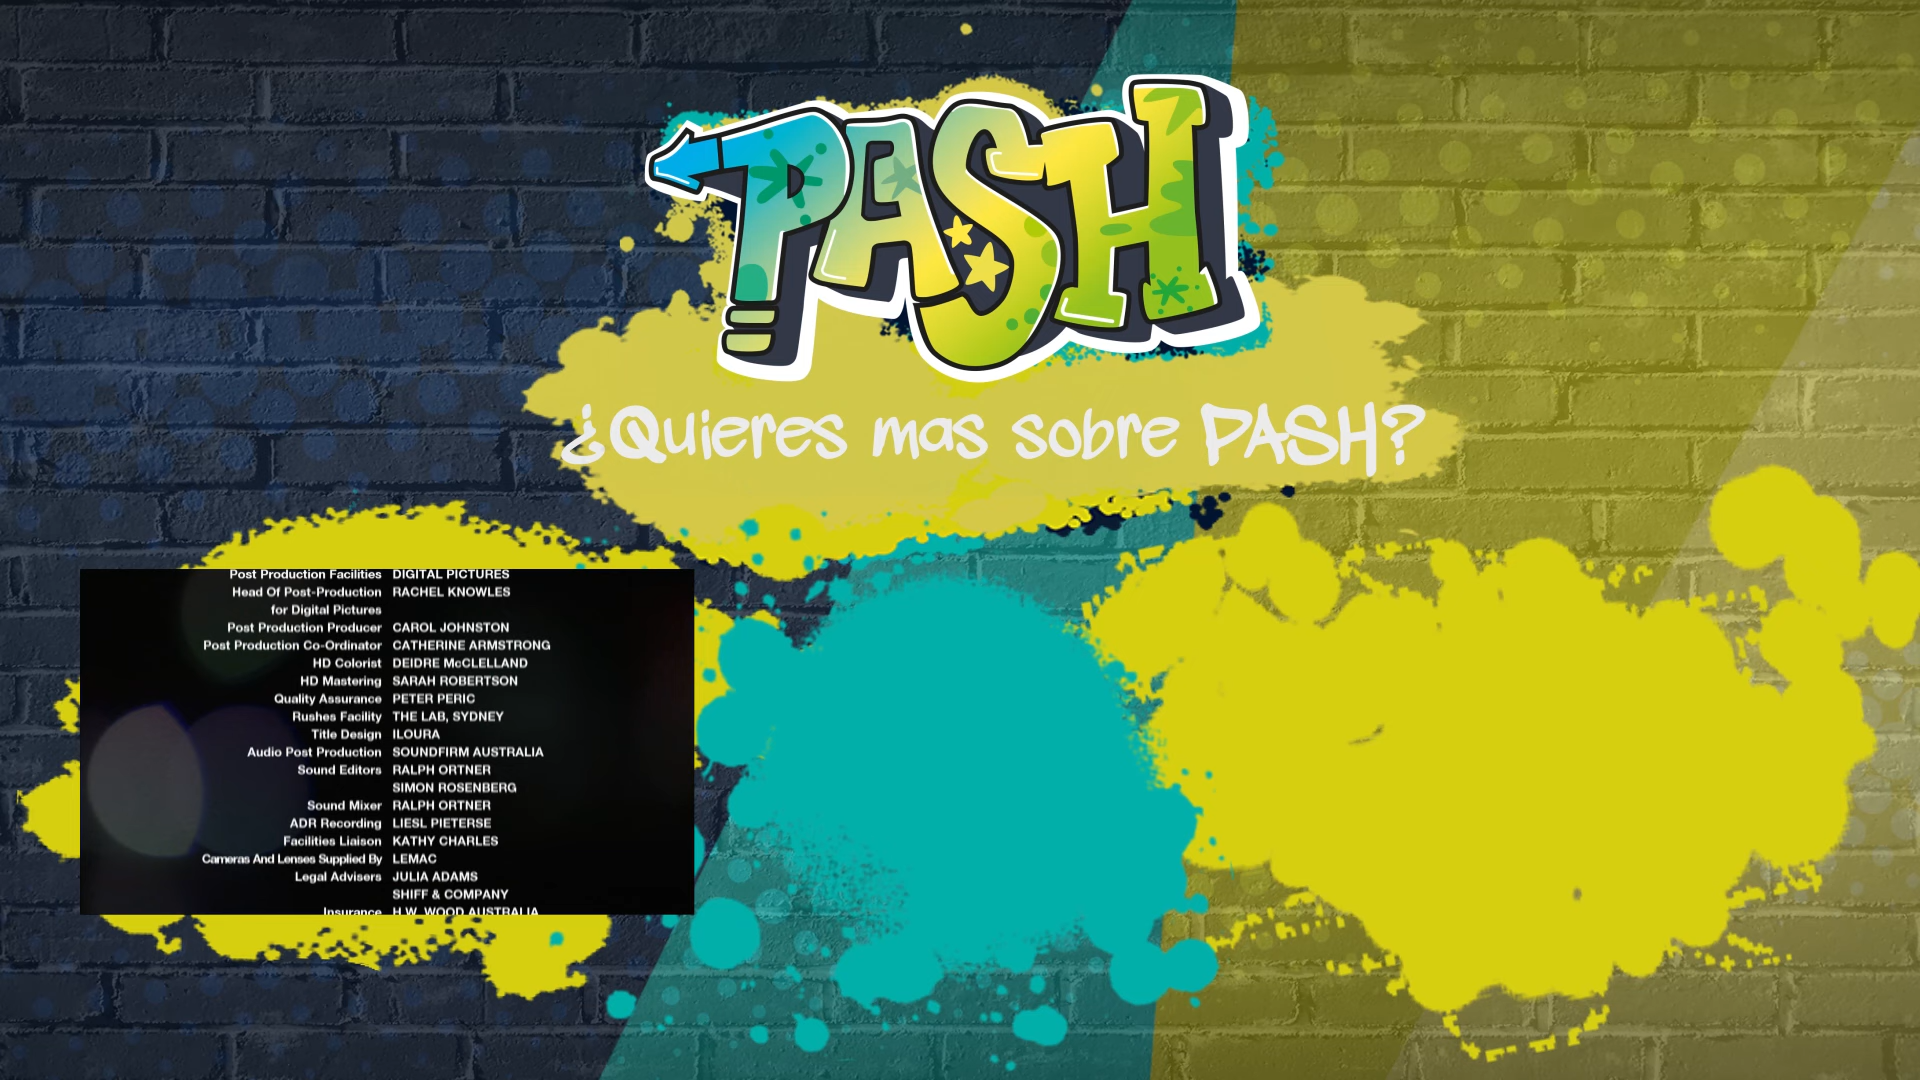 PASH
¿Quieres mas sobre PASH?
Post Production Facilities DIGITAL PICTURES
Head Of Post-Production RACHEL KNOWLES
for Digital Pictures
Post Production Producer CAROL JOHNSTON
Post Production Co-Ordinator CATHERINE ARMSTRONG
HD Colorist DEIDRE McCLELLAND
HD Mastering SARAH ROBERTSON
Quality Assurance PETER PERIC
Rushes Facility THE LAB, SYDNEY
Title Design ILOURA
Audio Post Production SOUNDFIRM AUSTRALIA
Sound Editors RALPH ORTNER
SIMON ROSENBERG
Sound Mixer RALPH ORTNER
ADR Recording LIESL PIETERSE
Facilities Liaison KATHY CHARLES
Cameras And Lenses Supplied By LEMAC
Legal Advisers JULIA ADAMS
SHIFF & COMPANY
Insurance H.W. WOOD AUSTRALIA